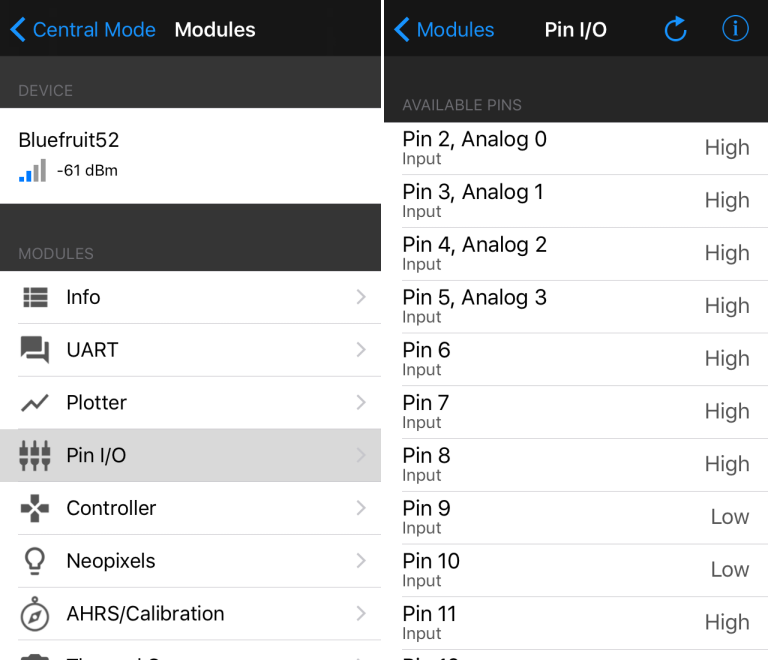 Central Mode Modules
DEVICE
Bluefruit52
-61 dBm
MODULES
Info
UART
Plotter
Pin I/O
Controller
Neopixels
AHRS/Calibration
Modules Pin I/O
AVAILABLE PINS
Pin 2, Analog 0
Input
High
Pin 3, Analog 1
Input
High
Pin 4, Analog 2
Input
High
Pin 5, Analog 3
Input
High
Pin 6
Input
High
Pin 7
Input
High
Pin 8
Input
High
Pin 9
Input
Low
Pin 10
Input
Low
Pin 11
Input
High